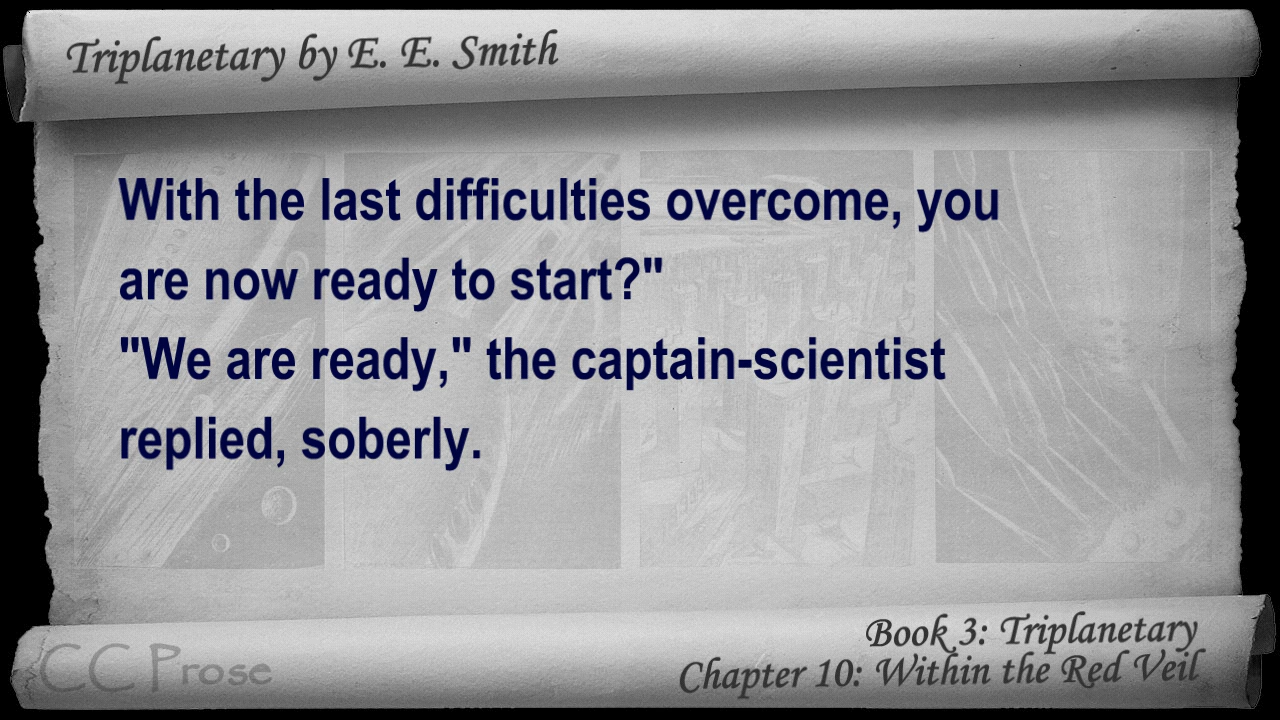 Triplanetary by E. E. Smith
With the last difficulties overcome, you
are now ready to start?"
"We are ready," the captain-scientist
replied, soberly.
Book 3: Triplanetary
CC Prose
Chapter 10: Within the Red Veil